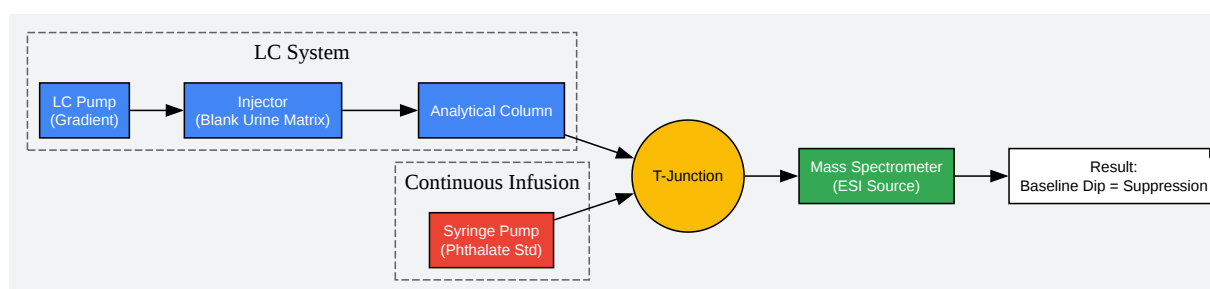 LC System
LC Pump
(Gradient)
Injector
(Blank Urine Matrix)
Analytical Column
Continuous Infusion
Syringe Pump
(Phthalate Std)
T-Junction
Mass Spectrometer
(ESI Source)
Result:
Baseline Dip = Suppression